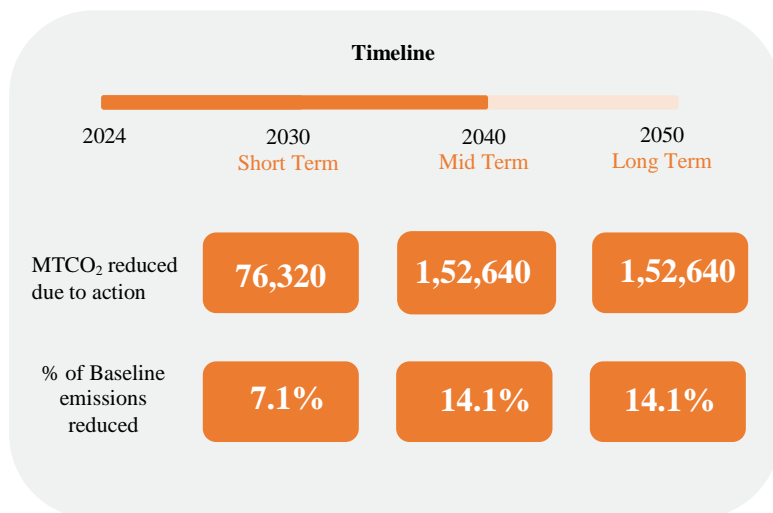 Timeline
2024 2030 2040 2050
Short Term Mid Term Long Term
MTCO₂ reduced
due to action
76,320 1,52,640 1,52,640
% of Baseline
emissions
reduced
7.1% 14.1% 14.1%